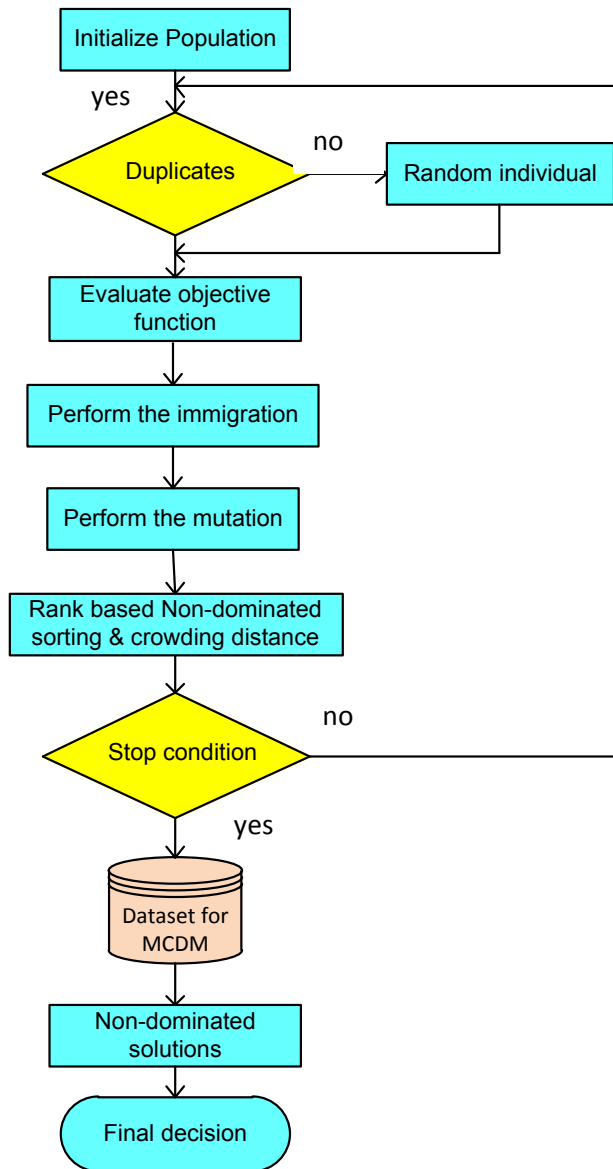 Initialize Population
yes
no
Duplicates
Random individual
Evaluate objective
function
Perform the immigration
Perform the mutation
Rank based Non-dominated
sorting & crowding distance
no
Stop condition
yes
Dataset for
MCDM
Non-dominated
solutions
Final decision